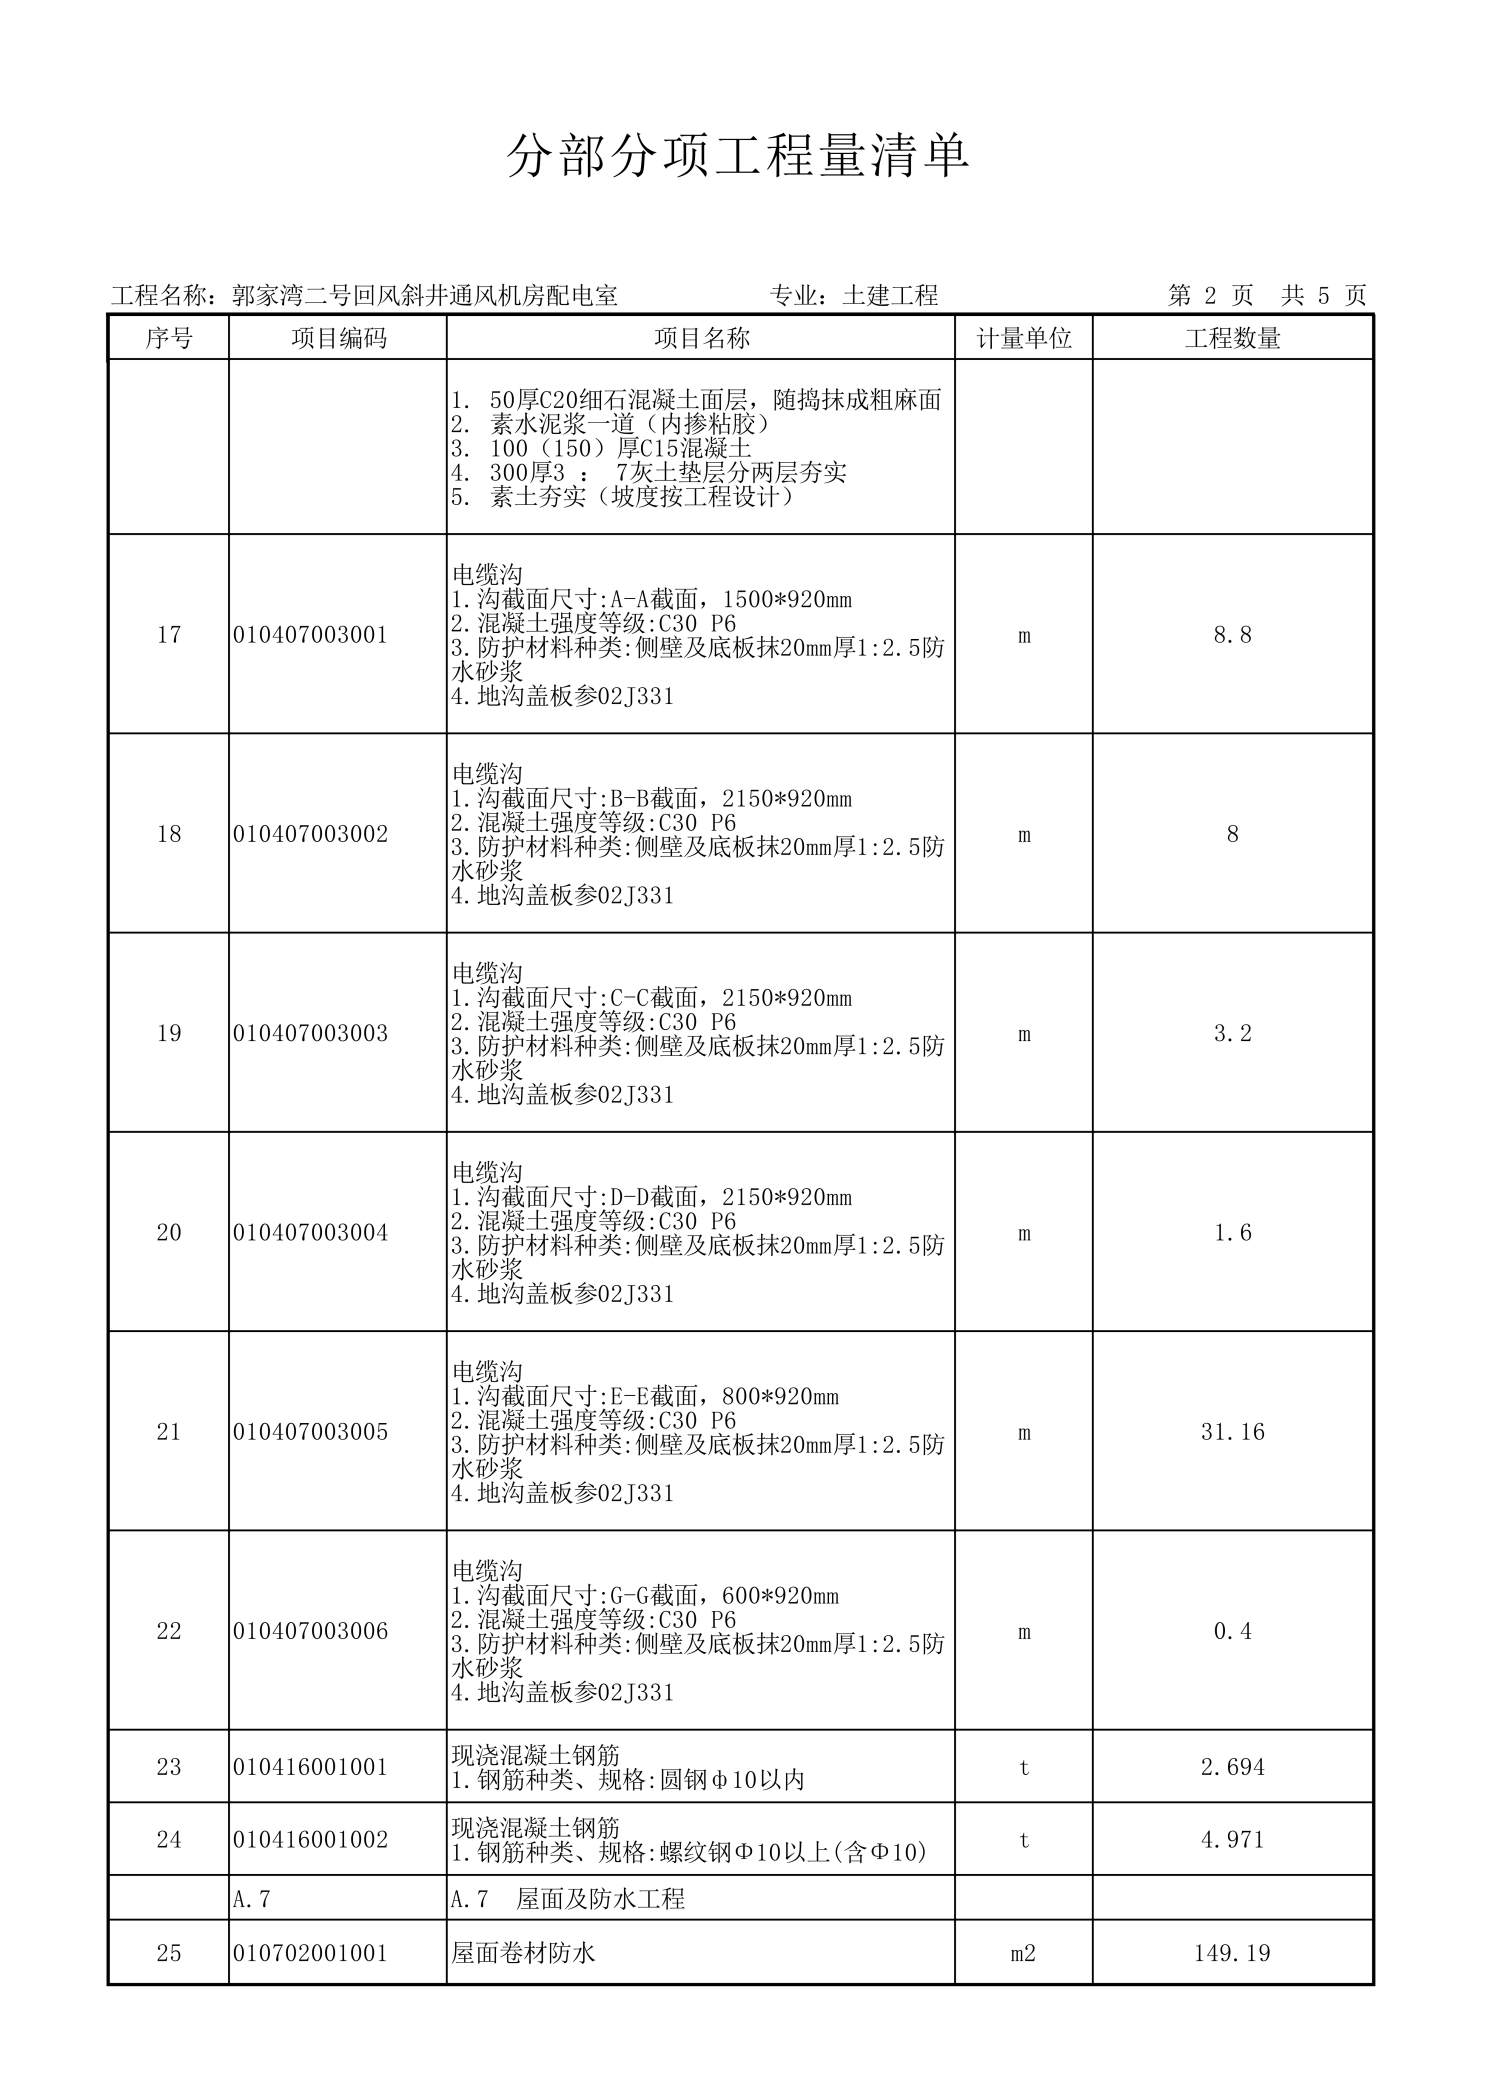 分部分项工程量清单
工程名称：郭家湾二号回风斜井通风机房配电室 专业：土建工程 第 2 页 共 5 页
序号 项目编码 项目名称 计量单位 工程数量
1. 50厚C20细石混凝土面层，随捣抹成粗麻面
2. 素水泥浆一道（内掺粘胶）
3. 100（150）厚C15混凝土
4. 300厚3 ： 7灰土垫层分两层夯实
5. 素土夯实（坡度按工程设计）
17 010407003001 电缆沟
1.沟截面尺寸:A-A截面，1500*920mm
2.混凝土强度等级:C30 P6
3.防护材料种类:侧壁及底板抹20mm厚1:2.5防
水砂浆
4.地沟盖板参02J331
m 8.8
18 010407003002 电缆沟
1.沟截面尺寸:B-B截面，2150*920mm
2.混凝土强度等级:C30 P6
3.防护材料种类:侧壁及底板抹20mm厚1:2.5防
水砂浆
4.地沟盖板参02J331
m 8
19 010407003003 电缆沟
1.沟截面尺寸:C-C截面，2150*920mm
2.混凝土强度等级:C30 P6
3.防护材料种类:侧壁及底板抹20mm厚1:2.5防
水砂浆
4.地沟盖板参02J331
m 3.2
20 010407003004 电缆沟
1.沟截面尺寸:D-D截面，2150*920mm
2.混凝土强度等级:C30 P6
3.防护材料种类:侧壁及底板抹20mm厚1:2.5防
水砂浆
4.地沟盖板参02J331
m 1.6
21 010407003005 电缆沟
1.沟截面尺寸:E-E截面，800*920mm
2.混凝土强度等级:C30 P6
3.防护材料种类:侧壁及底板抹20mm厚1:2.5防
水砂浆
4.地沟盖板参02J331
m 31.16
22 010407003006 电缆沟
1.沟截面尺寸:G-G截面，600*920mm
2.混凝土强度等级:C30 P6
3.防护材料种类:侧壁及底板抹20mm厚1:2.5防
水砂浆
4.地沟盖板参02J331
m 0.4
23 010416001001 现浇混凝土钢筋
1.钢筋种类、规格:圆钢φ10以内
t 2.694
24 010416001002 现浇混凝土钢筋
1.钢筋种类、规格:螺纹钢Φ10以上(含Φ10)
t 4.971
A.7 A.7 屋面及防水工程
25 010702001001 屋面卷材防水 m2 149.19